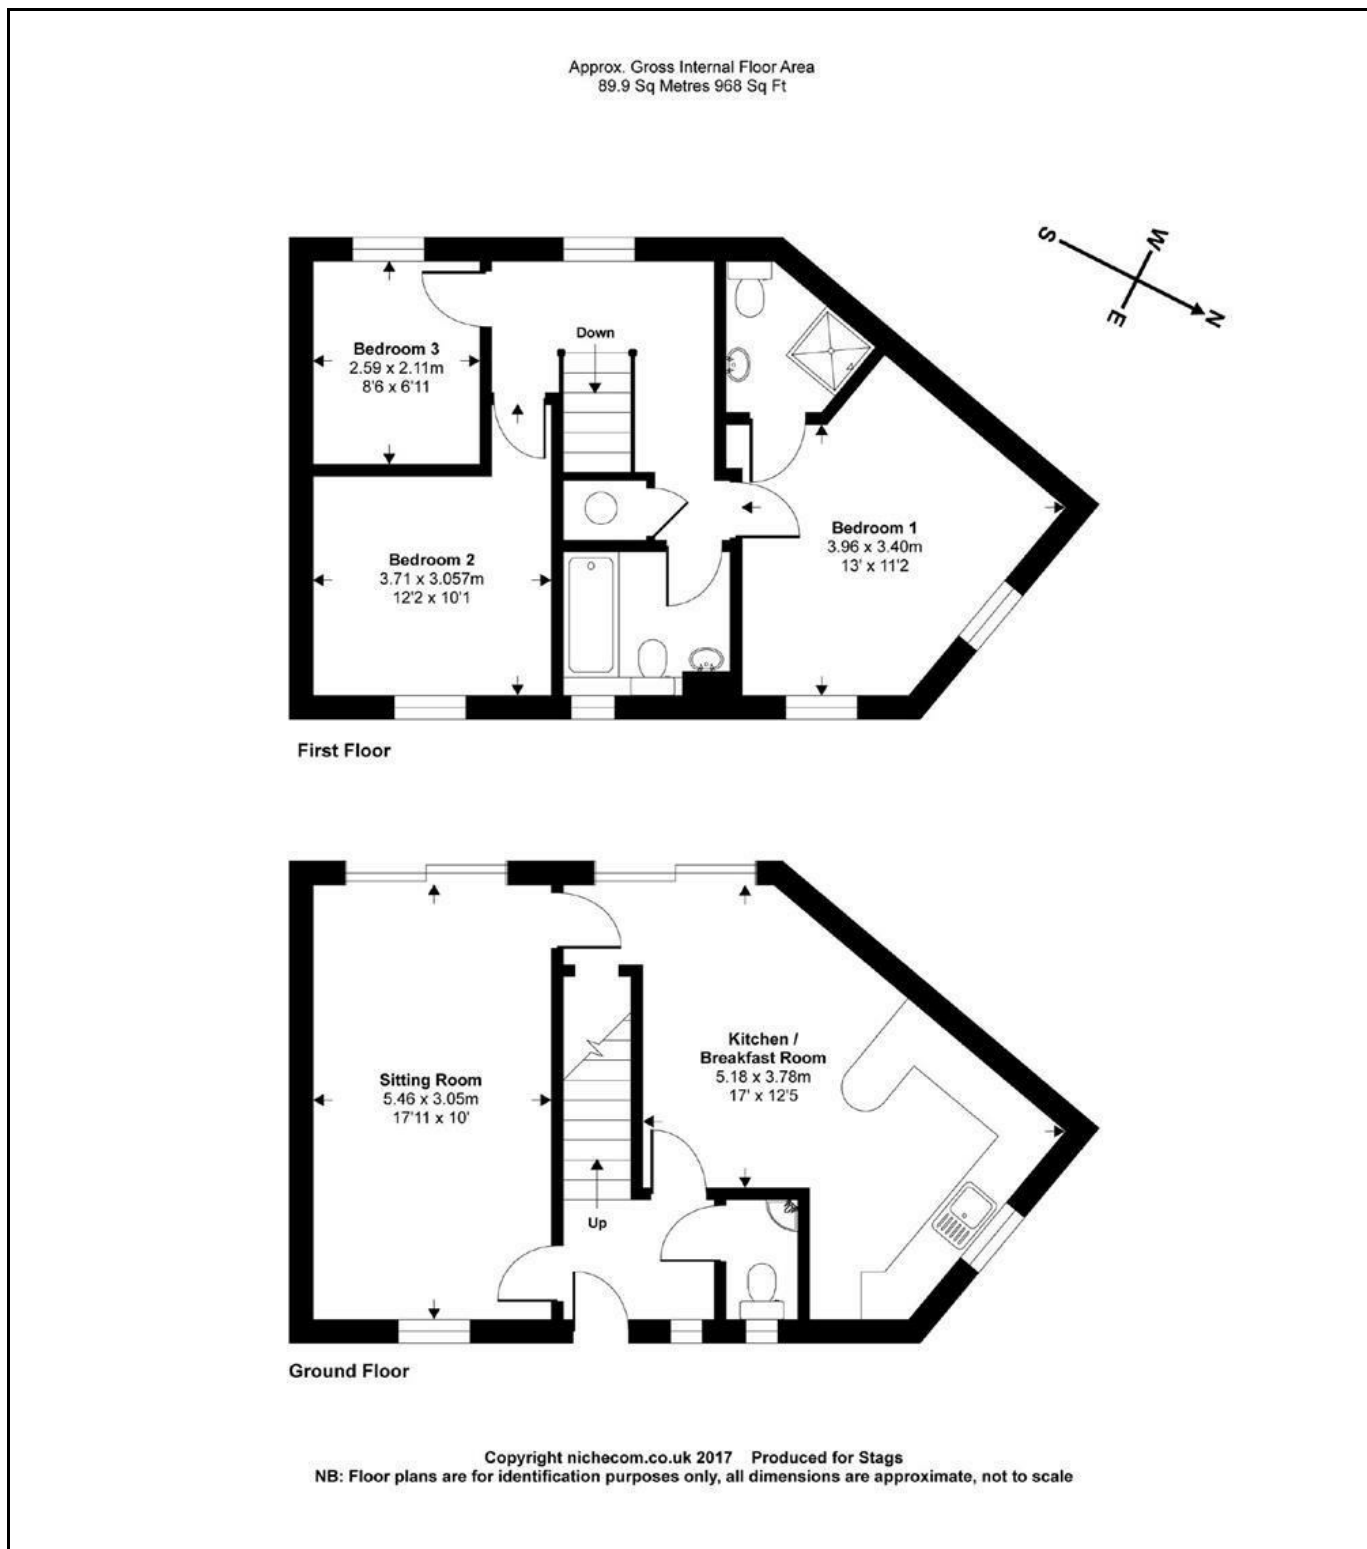 Approx. Gross Internal Floor Area
89.9 Sq Metres 968 Sq Ft
S
W
E
N
Down
Bedroom 3
2.59 x 2.11m
8'6 x 6'11
Bedroom 1
3.96 x 3.40m
13' x 11'2
Bedroom 2
3.71 x 3.057m
12'2 x 10'1
First Floor
Kitchen /
Breakfast Room
5.18 x 3.78m
17' x 12'5
Sitting Room
5.46 x 3.05m
17'11 x 10'
Up
Ground Floor
Copyright nichecom.co.uk 2017 Produced for Stags
NB: Floor plans are for identification purposes only, all dimensions are approximate, not to scale